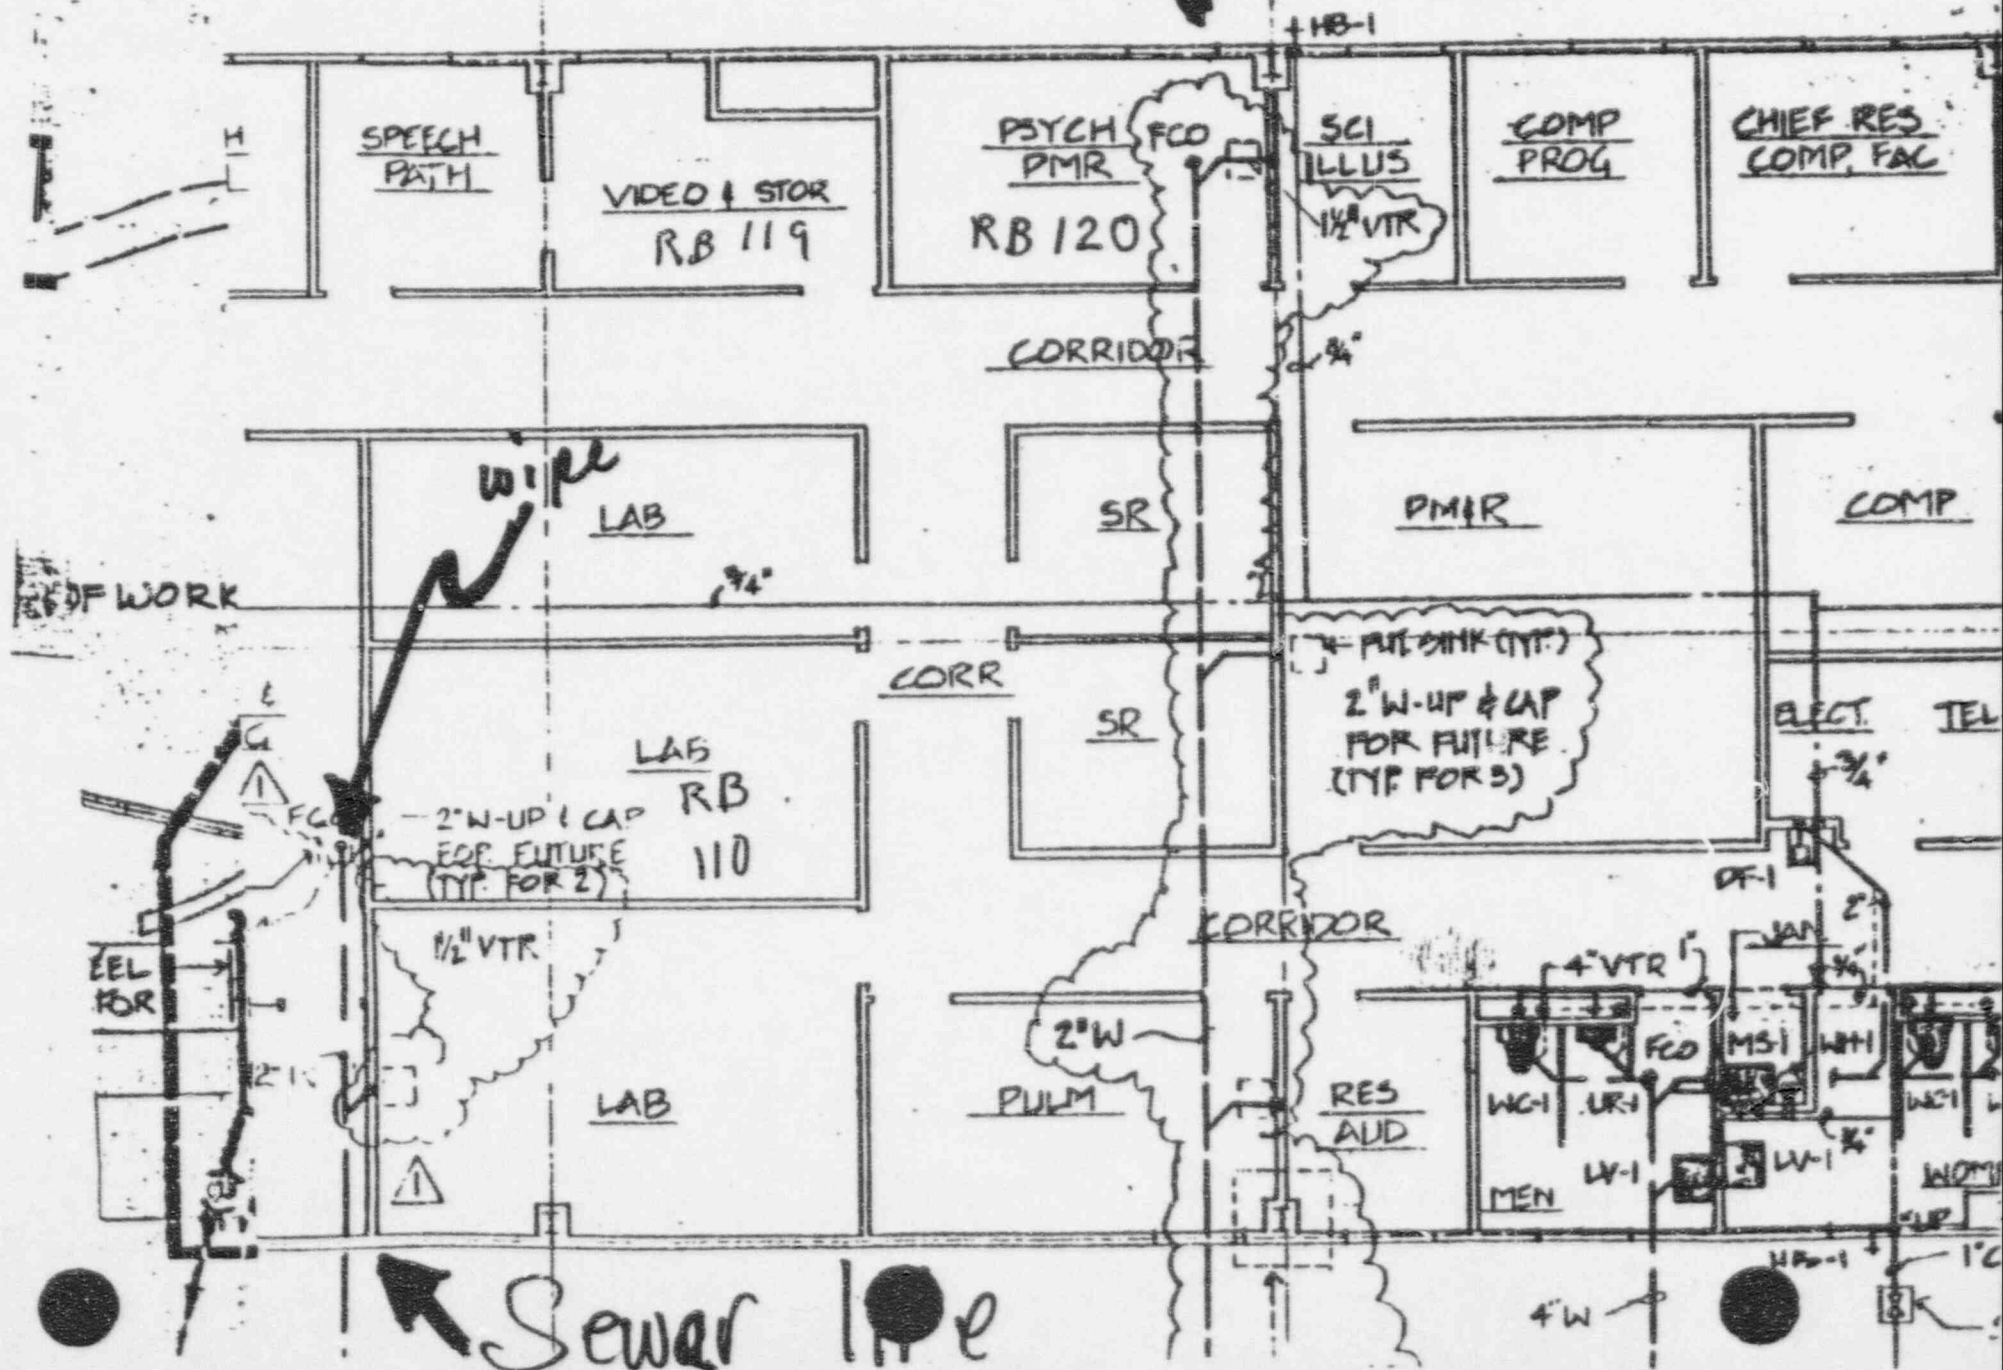 HB-1
H
SPEECH
PATH
VIDEO & STOR
RB 119
PSYCH
PMR
RB 120
FCO
SCI
ILLUS
1½" VTR
COMP
PROG
CHIEF RES
COMP. FAC
CORRIDOR
¾"
wipe
LAB
SR
PM&R
COMP
OF WORK
¾"
CORR
FUT. SINK (TYP.)
2" W-UP & CAP
FOR FUTURE
(TYP. FOR 3)
SR
ELECT.
TEL
¾"
LAB
RB
110
2" W-UP & CAP
FOR FUTURE
(TYP. FOR 2)
1½" VTR
DF-1
2"
CORRIDOR
JAN.
4" VTR
1"
¾"
FOR
2" W
FCO
MS-1
WH-1
WC-1
UR-1
WC-1
LAB
PULM
RES
AUD
¾"
LV-1
LV-1
MEN
WOM
UP
HB-1
1"
4" W
Sewar line